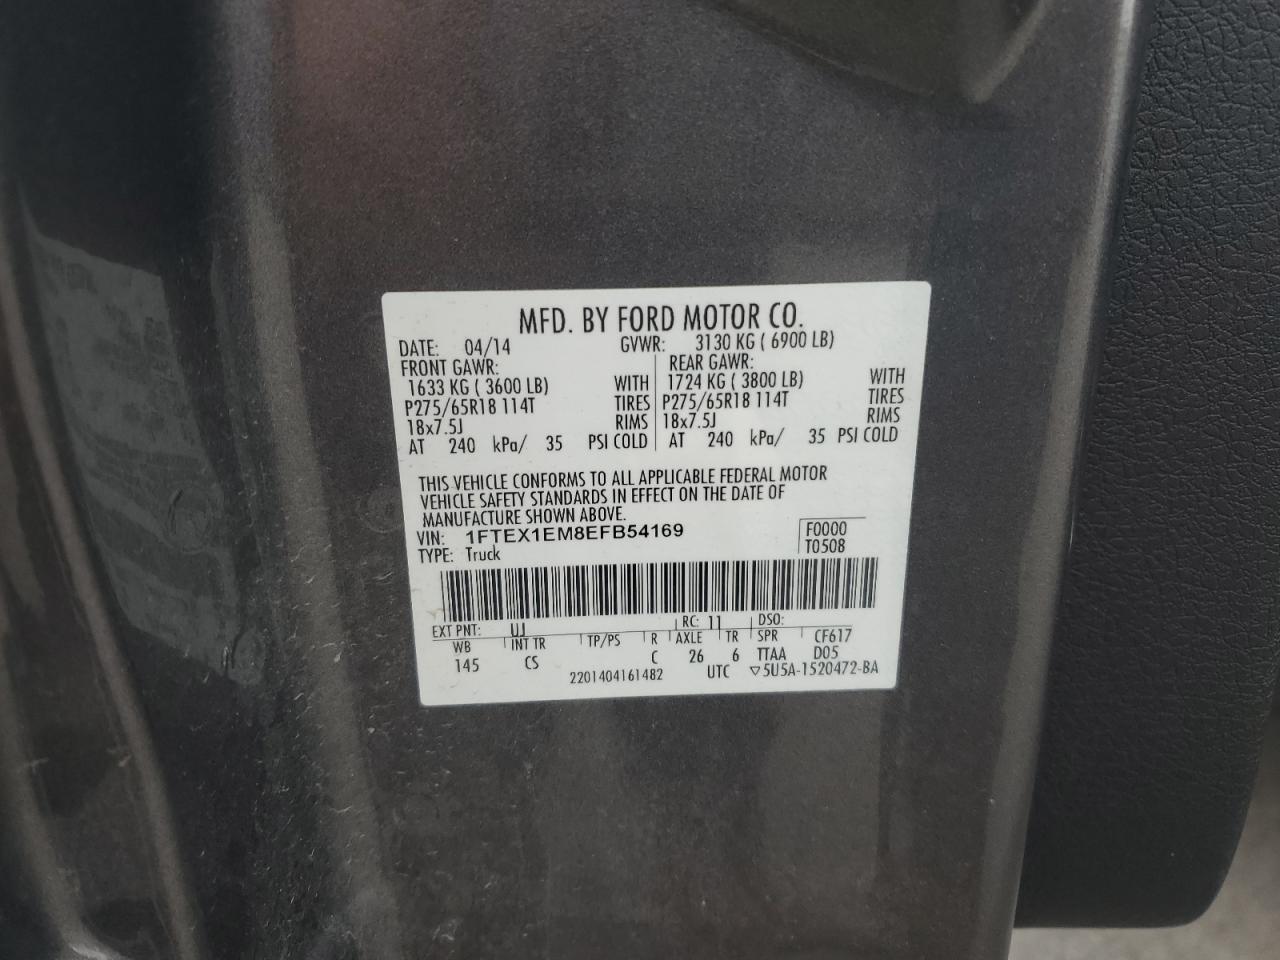 MFD. BY FORD MOTOR CO.
DATE: 04/14 GVWR: 3130 KG ( 6900 LB)
FRONT GAWR: REAR GAWR:
1633 KG ( 3600 LB) WITH 1724 KG ( 3800 LB) WITH
P275/65R18 114T TIRES P275/65R18 114T TIRES
18x7.5J RIMS 18x7.5J RIMS
AT 240 kPa/ 35 PSI COLD AT 240 kPa/ 35 PSI COLD
THIS VEHICLE CONFORMS TO ALL APPLICABLE FEDERAL MOTOR
VEHICLE SAFETY STANDARDS IN EFFECT ON THE DATE OF
MANUFACTURE SHOWN ABOVE.
VIN: 1FTEX1EM8EFB54169 F0000
TYPE: Truck T0508
EXT PNT: UJ RC: 11 DSO:
WB INT TR TP/PS R AXLE TR SPR CF617
145 CS C 26 6 TTAA D05
2201404161482 UTC ▽5U5A-1520472-BA